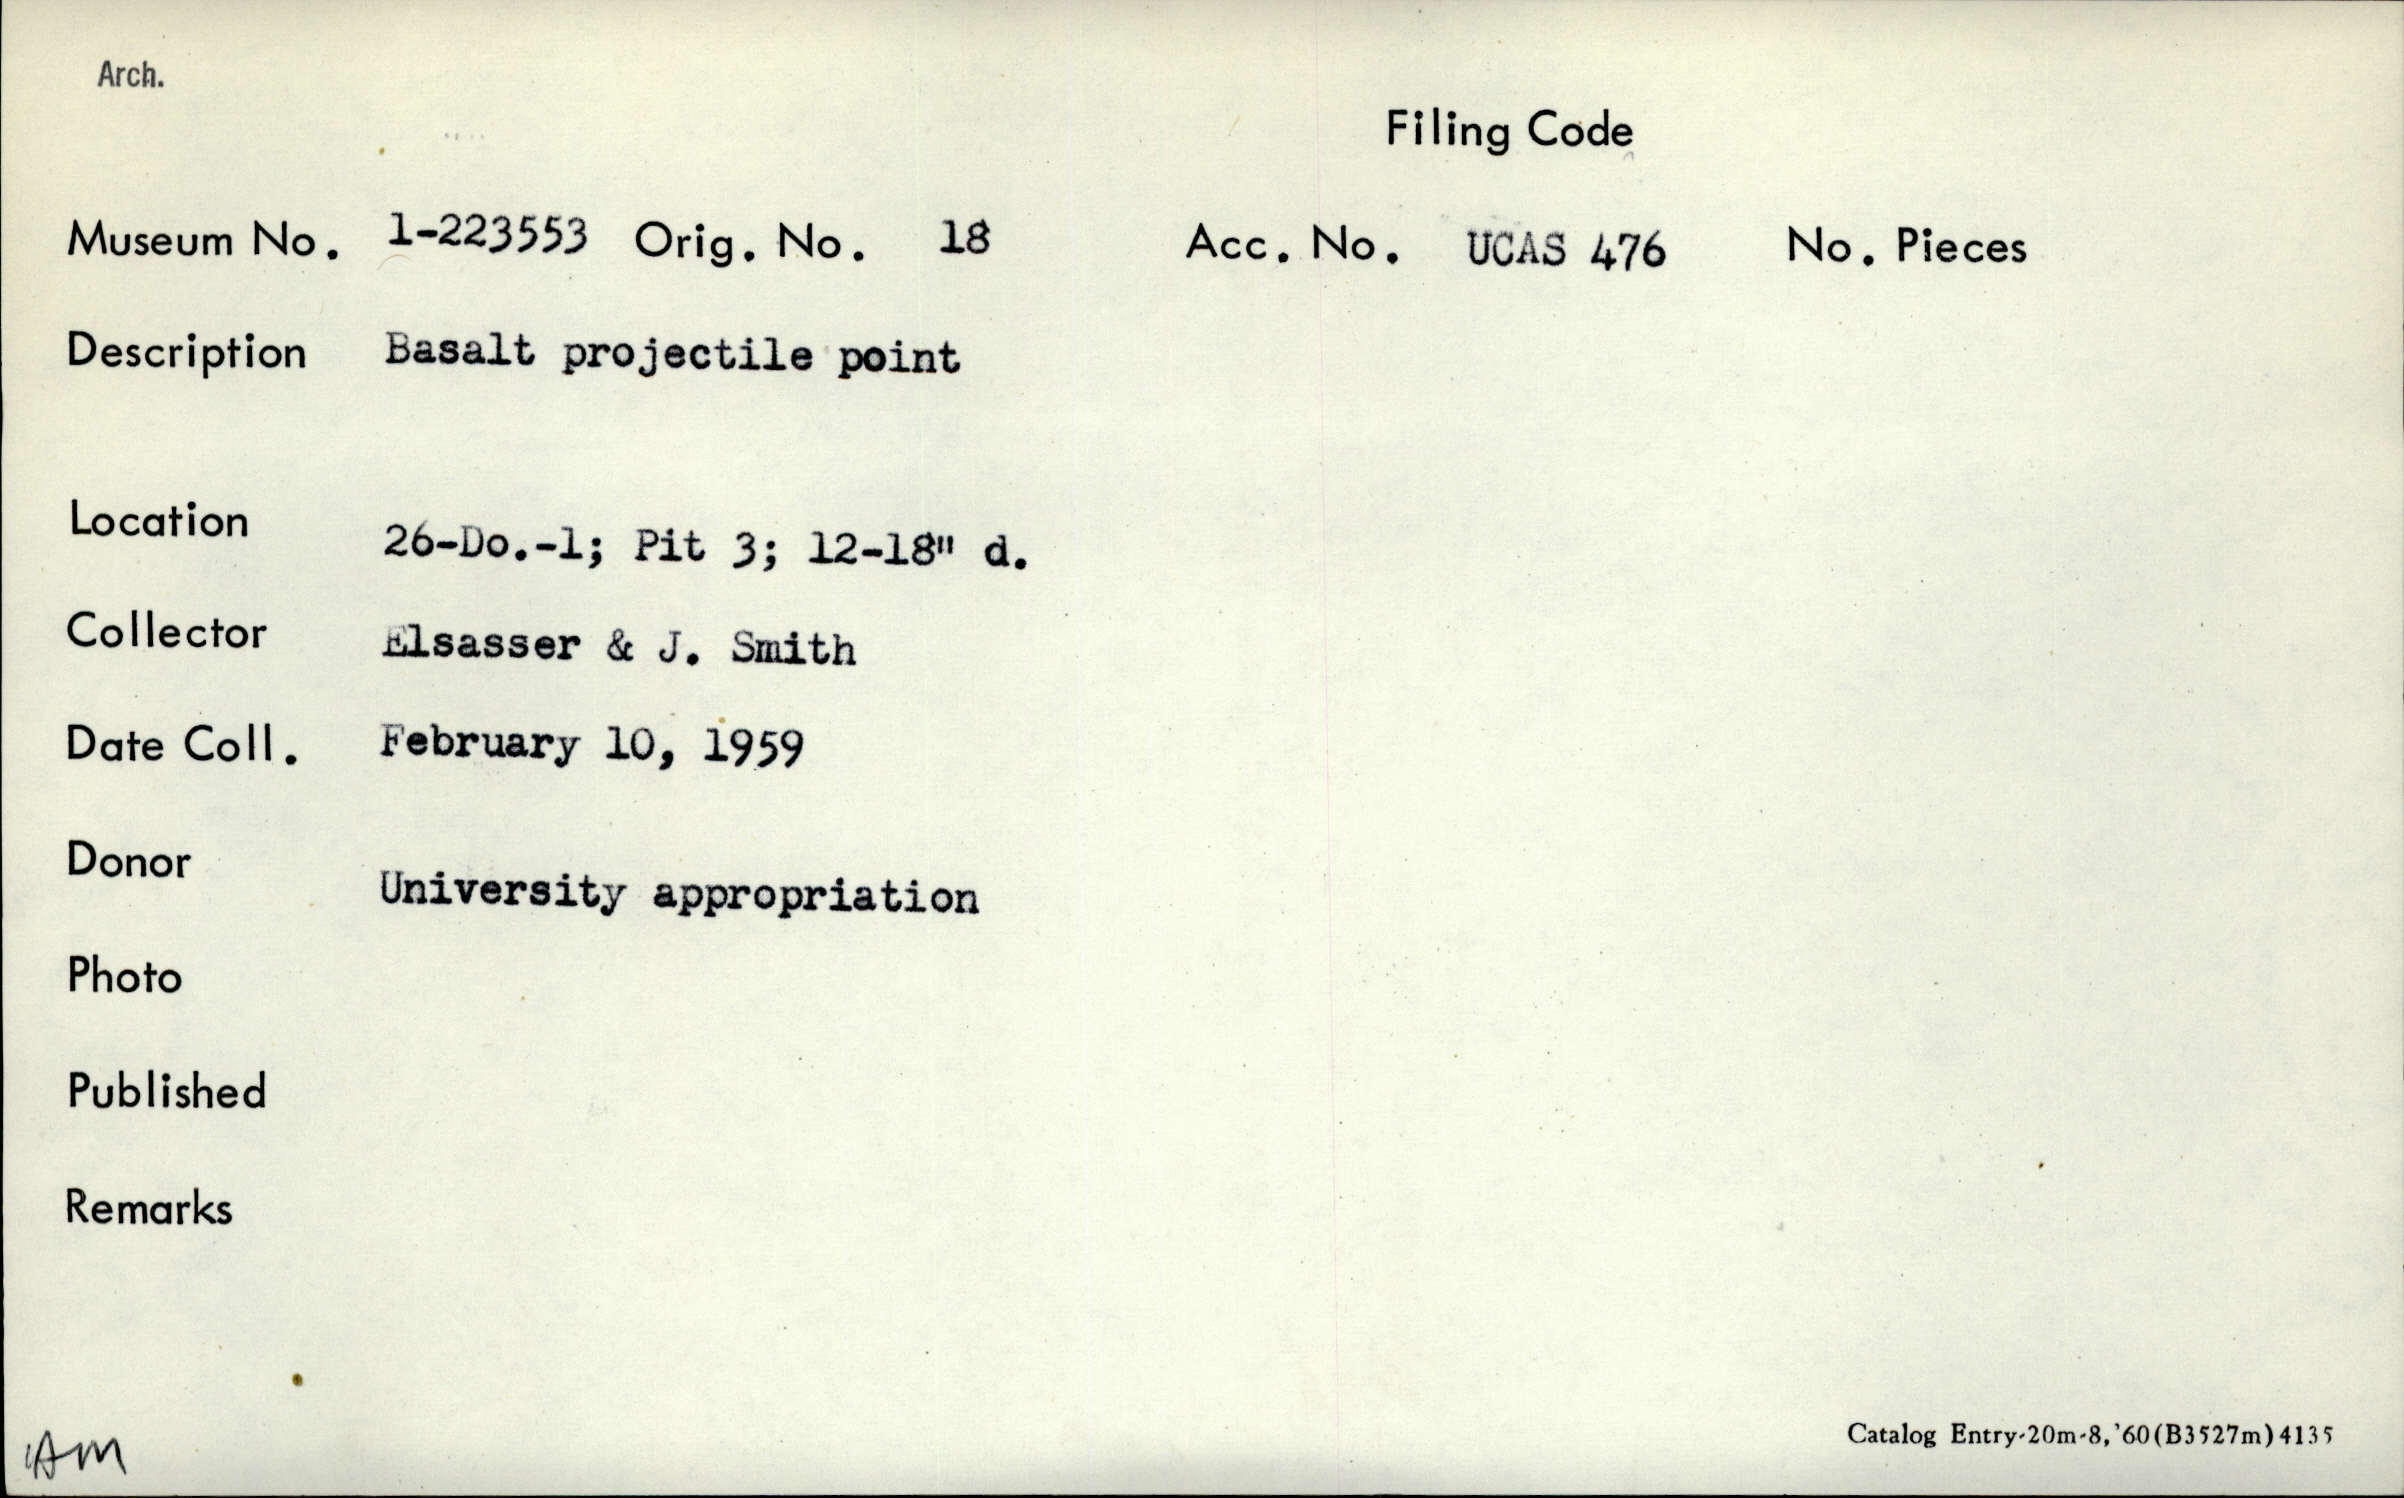 Arch.
Filing Code
Museum No. 1-223553 Orig. No. 18 Acc. No. UCAS 476 No. Pieces
Description Basalt projectile point
Location 26-Do.-1; Pit 3; 12-18" d.
Collector Elsasser & J. Smith
Date Coll. February 10, 1959
Donor University appropriation
Photo
Published
Remarks
AM
Catalog Entry-20m-8,'60(B3527m)4135